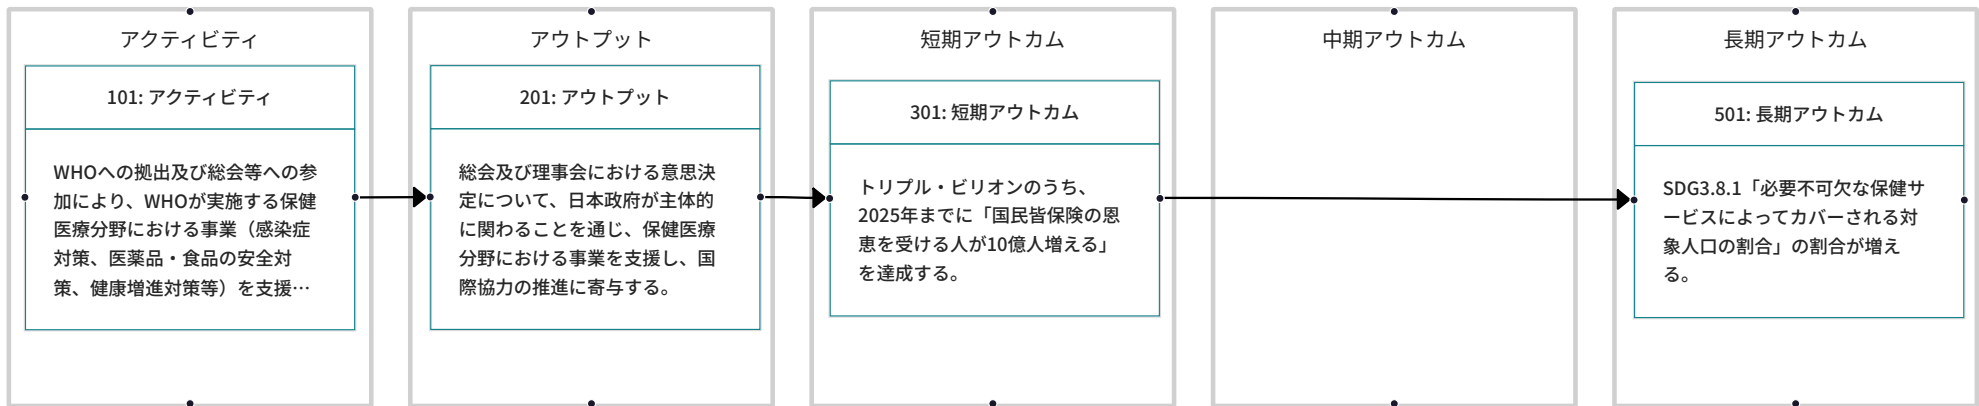 アクティビティ
101: アクティビティ
WHOへの拠出及び総会等への参
加により、WHOが実施する保健
医療分野における事業（感染症
対策、医薬品・食品の安全対
策、健康増進対策等）を支援…
アウトプット
201: アウトプット
総会及び理事会における意思決
定について、日本政府が主体的
に関わることを通じ、保健医療
分野における事業を支援し、国
際協力の推進に寄与する。
短期アウトカム
301: 短期アウトカム
トリプル・ビリオンのうち、
2025年までに「国民皆保険の恩
恵を受ける人が10億人増える」
を達成する。
中期アウトカム
長期アウトカム
501: 長期アウトカム
SDG3.8.1「必要不可欠な保健サ
ービスによってカバーされる対
象人口の割合」の割合が増え
る。